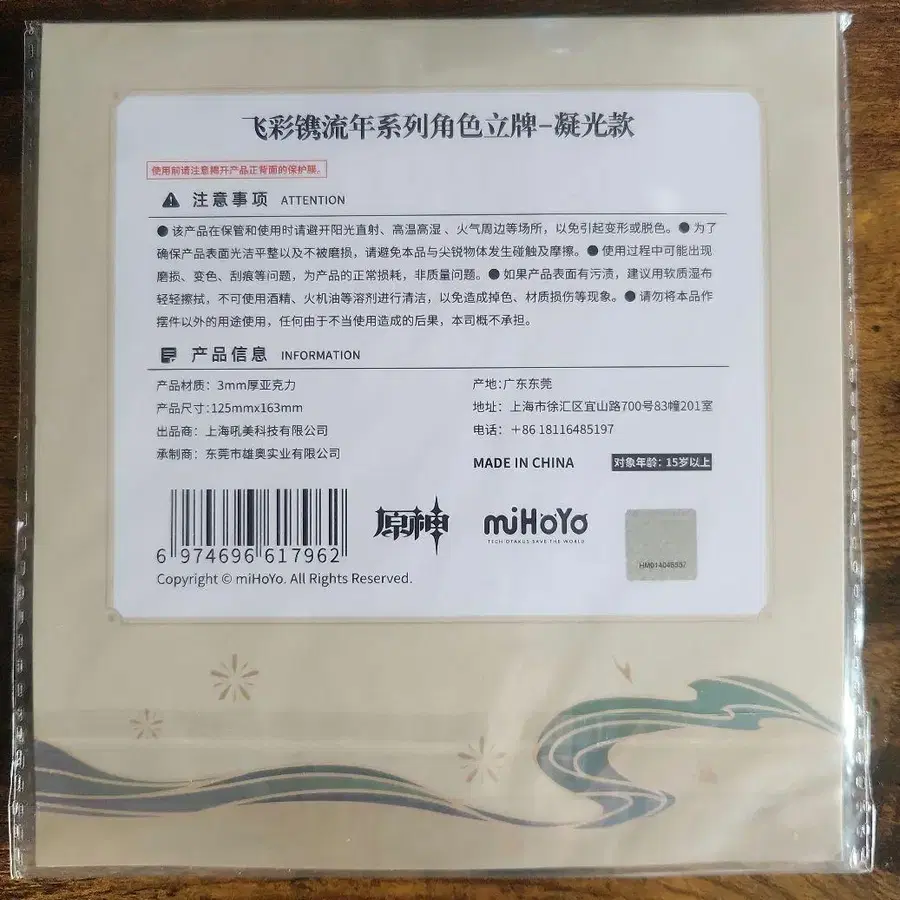 飞彩镌流年系列角色立牌-凝光款
使用前请注意揭开产品正背面的保护膜。
注意事项 ATTENTION
●该产品在保管和使用时请避开阳光直射、高温高湿、火气周边等场所，以免引起变形或脱色。●为了
确保产品表面光洁平整以及不被磨损，请避免本品与尖锐物体发生碰触及摩擦。●使用过程中可能出现
磨损、变色、刮痕等问题，为产品的正常损耗，非质量问题。●如果产品表面有污渍，建议用软质湿布
轻轻擦拭，不可使用酒精、火机油等溶剂进行清洁，以免造成掉色、材质损伤等现象。●请勿将本品作
摆件以外的用途使用，任何由于不当使用造成的后果，本司概不承担。
产品信息 INFORMATION
产品材质：3mm厚亚克力
产品尺寸：125mmx163mm
出品商：上海吼美科技有限公司
承制商：东莞市雄奥实业有限公司
产地：广东东莞
地址：上海市徐汇区宜山路700号83幢201室
电话：+86 18116485197
MADE IN CHINA
对象年龄：15岁以上
6 974696 617962
原神
miHoYo
TECH OTAKUS SAVE THE WORLD
Copyright © miHoYo. All Rights Reserved.